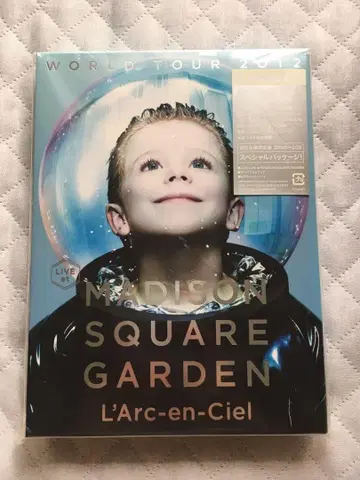 WORLD TOUR 2012
スペシャルパッケージ!
LIVE
at
MADISON
SQUARE
GARDEN
L'Arc-en-Ciel